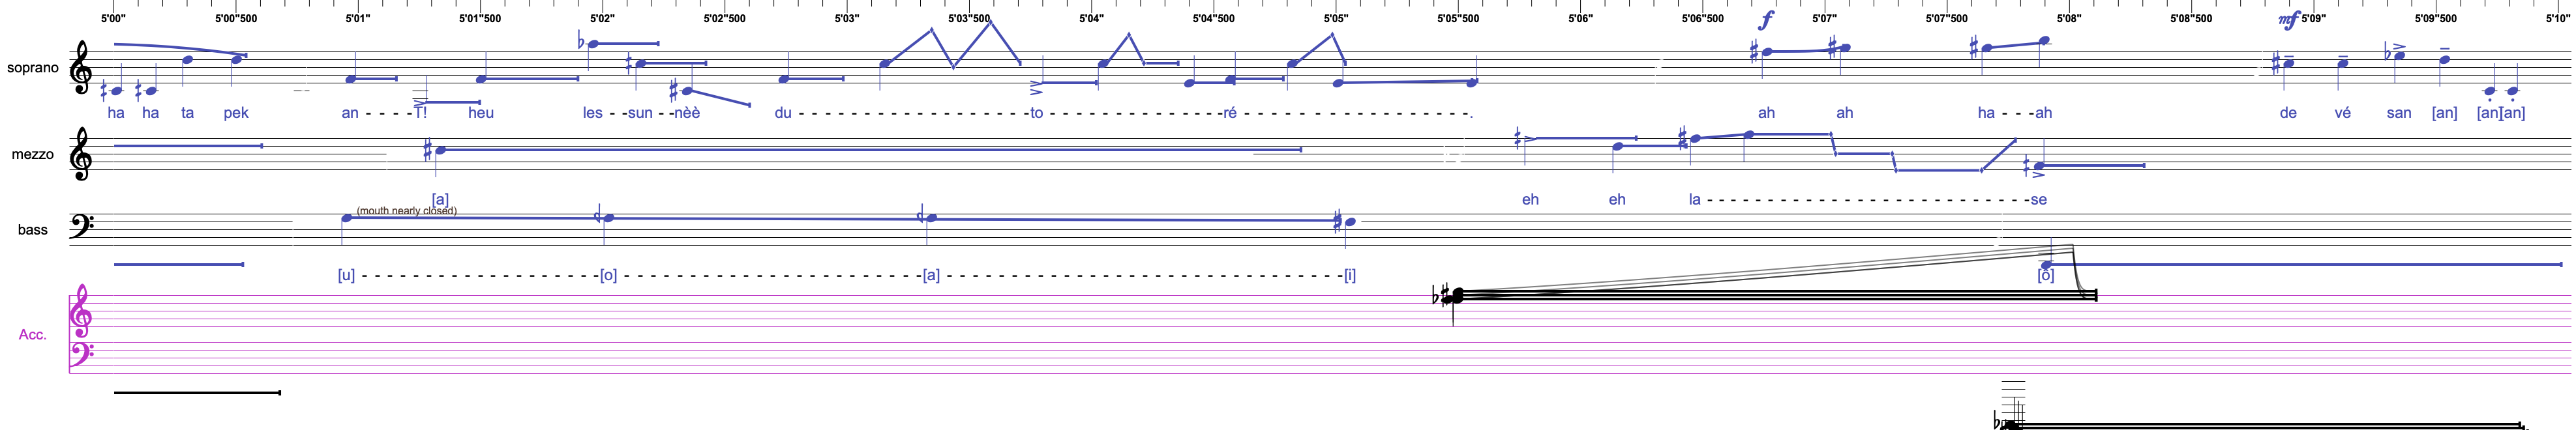 5'00" 5'00"500 5'01" 5'01"500 5'02" 5'02"500 5'03" 5'03"500 5'04" 5'04"500 5'05" 5'05"500 5'06" 5'06"500 5'07" 5'07"500 5'08" 5'08"500 5'09" 5'09"500 5'10"
f mf
soprano
ha ha ta pek an - - - - T! heu les - - sun - - nèè du - - - - - - - - - - - - - - - - - - - - - - - to - - - - - - - - - - - - - - - - - ré - - - - - - - - - - - - - - - - - - - - - . ah ah ha - - - ah de vé san [an] [an][an]
mezzo
[a] eh eh la - - - - - - - - - - - - - - - - - - - - - - - - - - - - - - se
(mouth nearly closed)
bass
[u] - - - - - - - - - - - - - - - - - - - - - - [o] - - - - - - - - - - - - - - - - - - - - - - - - - - - - [a] - - - - - - - - - - - - - - - - - - - - - - - - - - - - - - - - - - - - - [i] [ô]
Acc.